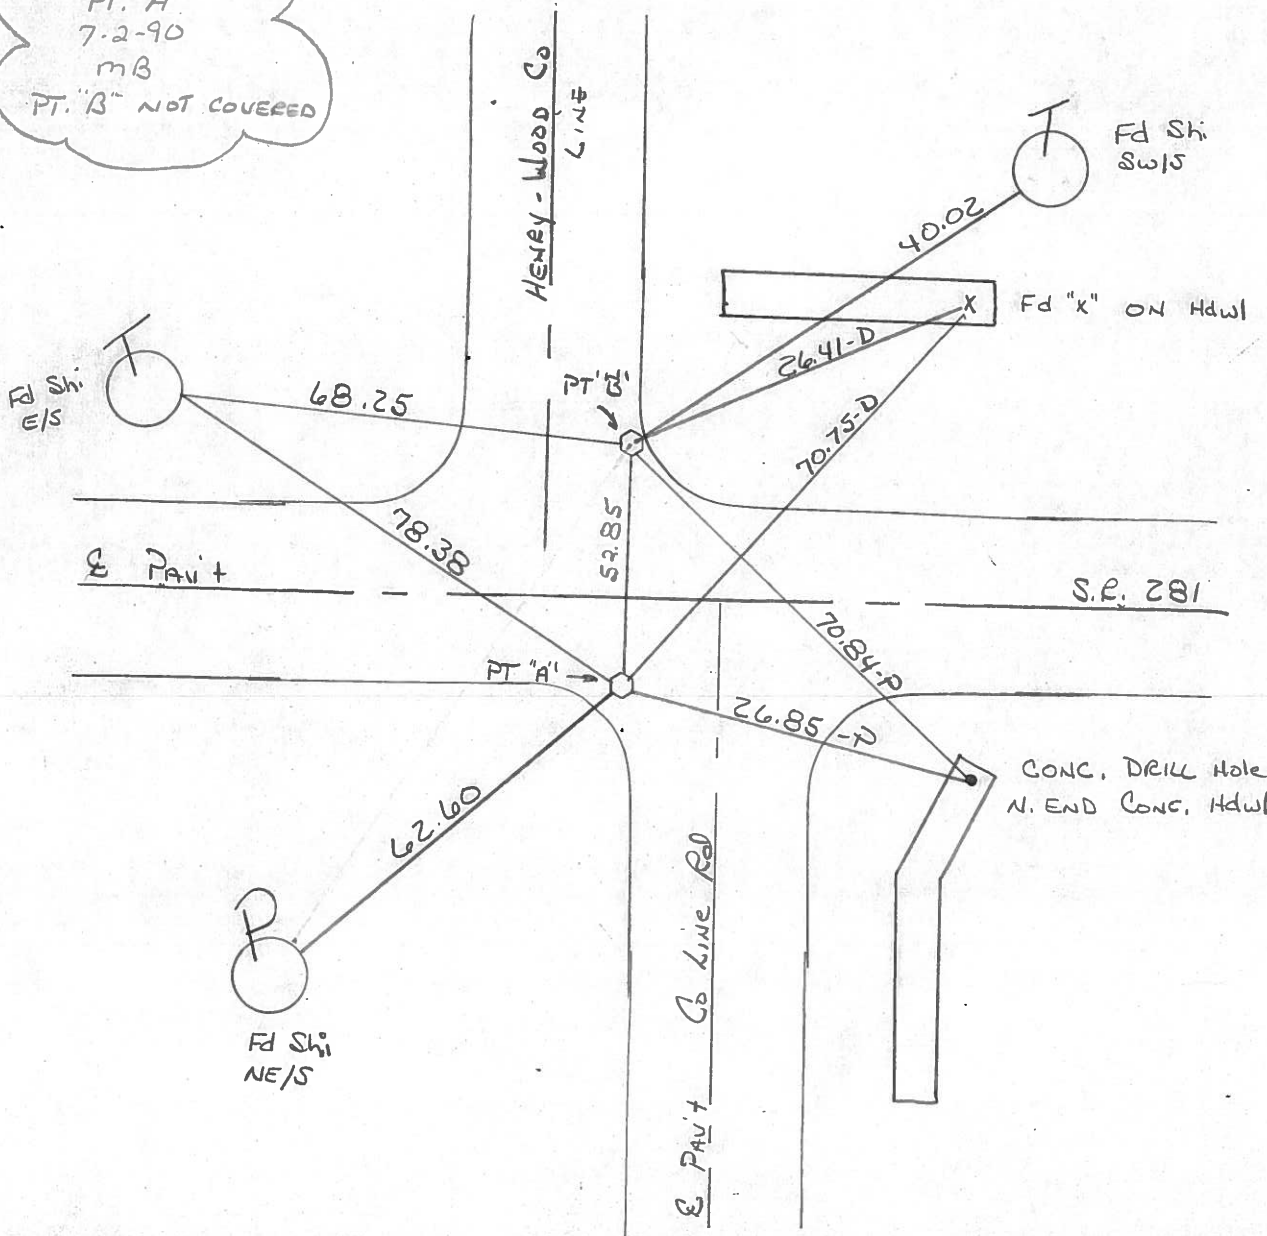 PT. A
7-2-90
MB
PT. "B" NOT COVERED
HENRY - WOOD CO
LINE
T
Fd Shi.
SW/S
40.02
X
Fd "X" ON Hdwl
26.41-D
T
Fd Shi.
E/S
68.25
PT "B"
70.75-D
78.38
52.85
℄ PAV't
S.R. 281
70.84-P
PT "A"
26.85-P
CONC. DRILL Hole
N. END CONC. Hdwl
62.60
P
Fd Shi
NE/S
℄ PAV't Co LINE RD